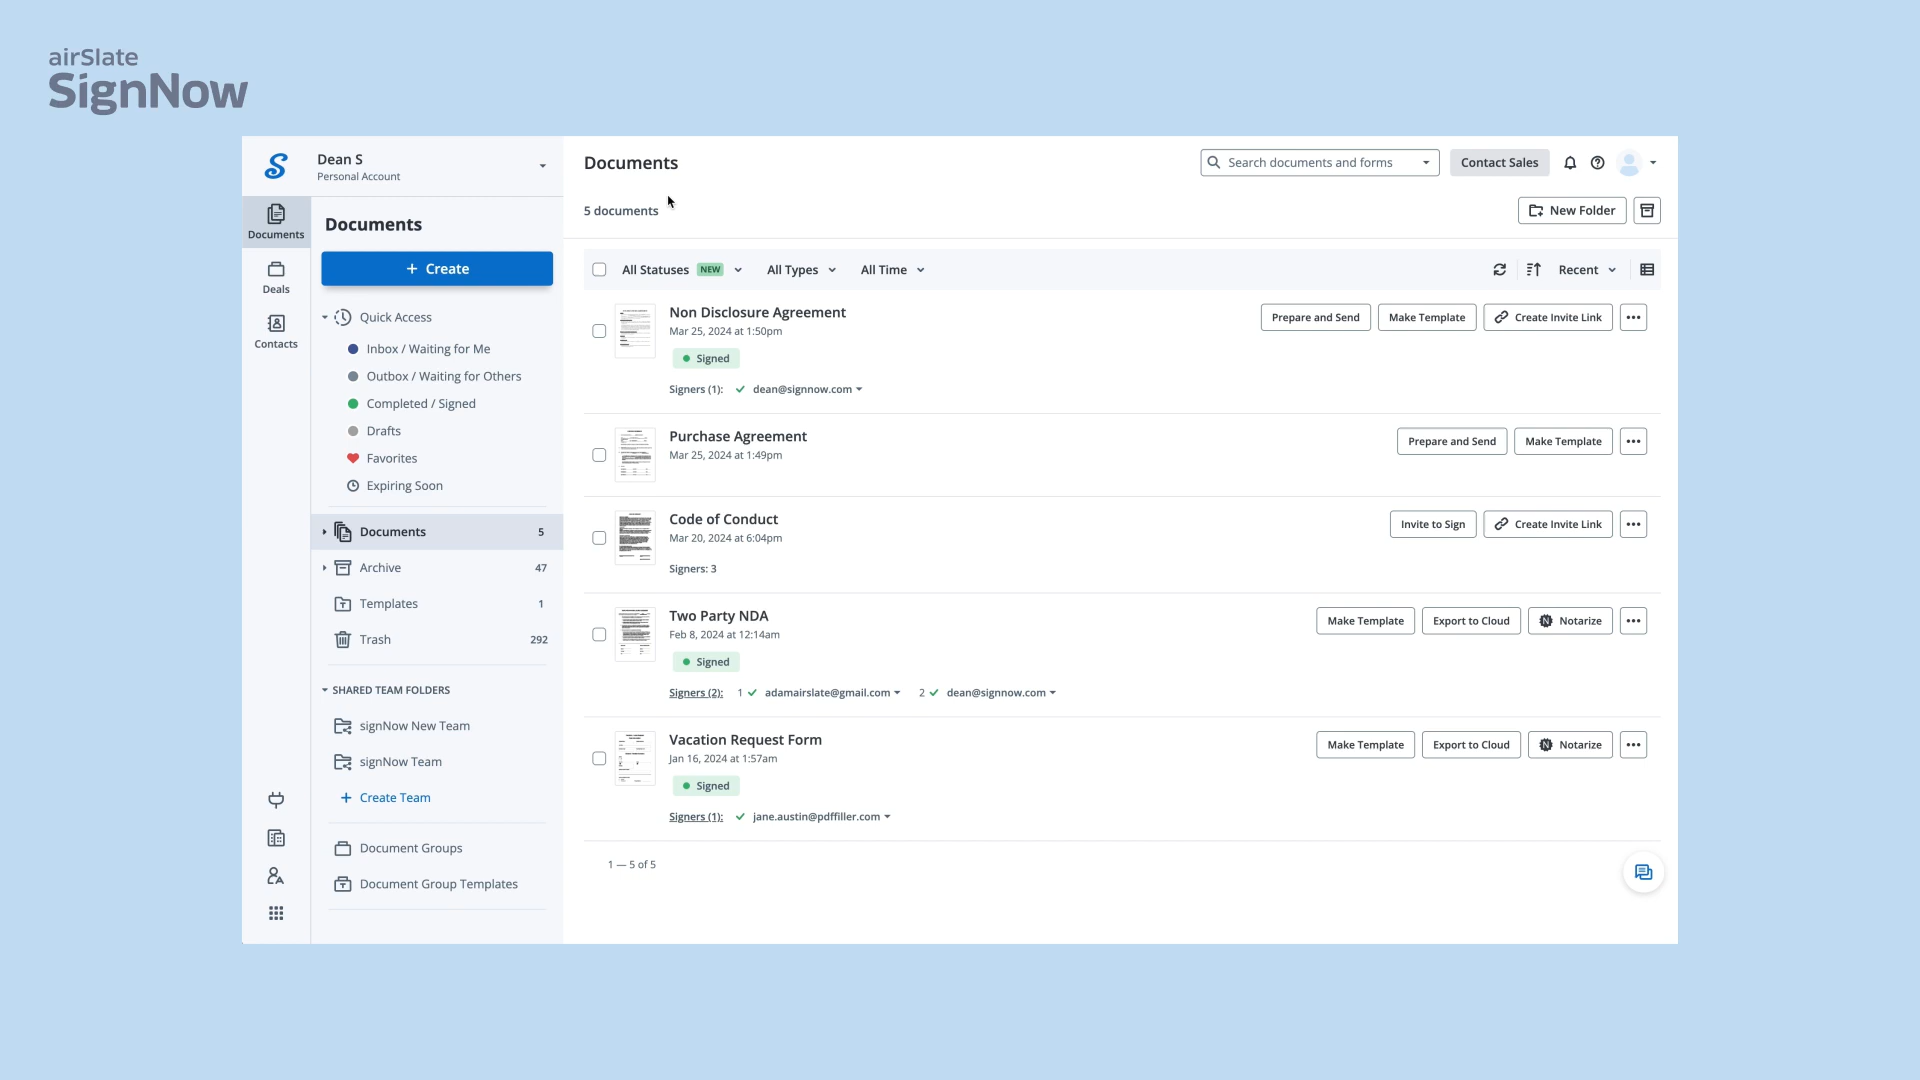 airSlate
SignNow
Dean S
Personal Account
Documents
Deals
Contacts
Documents
+ Create
Quick Access
Inbox / Waiting for Me
Outbox / Waiting for Others
Completed / Signed
Drafts
Favorites
Expiring Soon
Documents 5
Archive 47
Templates 1
Trash 292
SHARED TEAM FOLDERS
signNow New Team
signNow Team
+ Create Team
Document Groups
Document Group Templates
Documents
Search documents and forms
Contact Sales
5 documents
New Folder
All Statuses NEW All Types All Time Recent
Non Disclosure Agreement
Mar 25, 2024 at 1:50pm
Signed
Signers (1): dean@signnow.com
Prepare and Send Make Template Create Invite Link
Purchase Agreement
Mar 25, 2024 at 1:49pm
Prepare and Send Make Template
Code of Conduct
Mar 20, 2024 at 6:04pm
Signers: 3
Invite to Sign Create Invite Link
Two Party NDA
Feb 8, 2024 at 12:14am
Signed
Signers (2): 1 adamairslate@gmail.com 2 dean@signnow.com
Make Template Export to Cloud Notarize
Vacation Request Form
Jan 16, 2024 at 1:57am
Signed
Signers (1): jane.austin@pdffiller.com
Make Template Export to Cloud Notarize
1 — 5 of 5